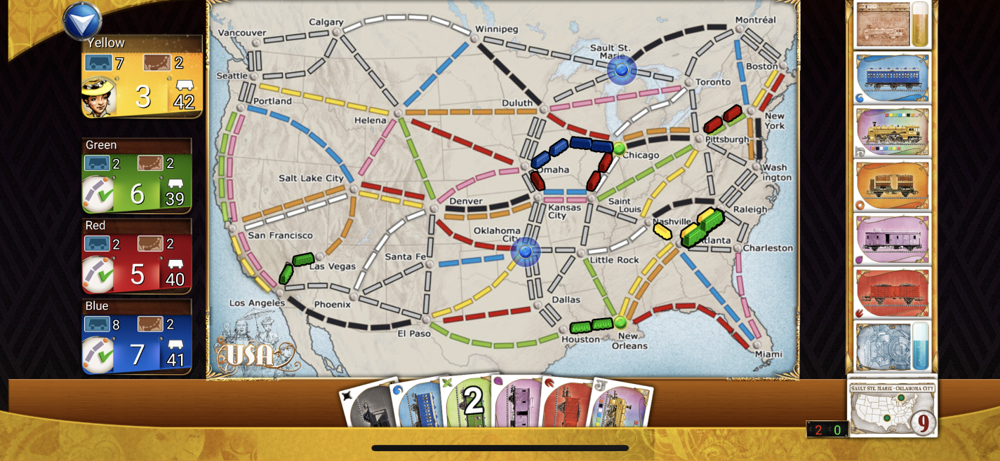 Yellow
7
2
3
42
Green
2
2
6
39
Red
2
2
5
40
Blue
8
2
7
41
Vancouver
Calgary
Winnipeg
Montréal
Sault St.
Marie
Seattle
Boston
Toronto
Portland
Duluth
Helena
New
York
Pittsburgh
Chicago
Omaha
Wash
ington
Salt Lake City
Denver
Kansas
City
Saint
Louis
Raleigh
San Francisco
Oklahoma
City
Nashville
Atlanta
Charleston
Las Vegas
Santa Fe
Little Rock
Los Angeles
Phoenix
Dallas
El Paso
Houston
New
Orleans
Miami
USA
2
SAULT STE. MARIE - OKLAHOMA CITY
9
2 0